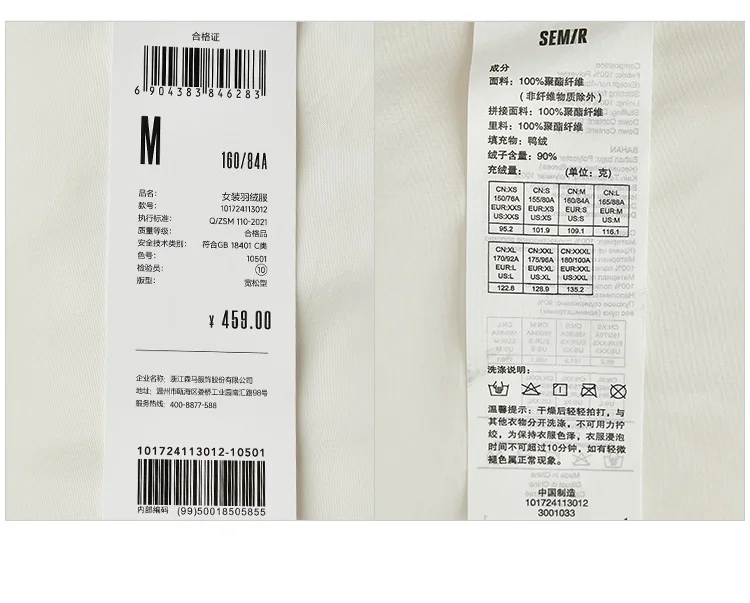 合格证
6 904383 846283
M
160/84A
品名: 女装羽绒服
款号: 101724113012
执行标准: Q/ZSM 110-2021
质量等级: 合格品
安全技术类别: 符合GB 18401 C类
色号: 10501
检验员: ⑩
版型: 宽松型
¥ 459.00
企业名称: 浙江森马服饰股份有限公司
地址: 温州市瓯海区娄桥工业园南汇路98号
服务热线: 400-8877-588
101724113012-10501
内部编码 (99)50018505855
SEMIR
成分
面料: 100%聚酯纤维
(非纤维物质除外)
拼接面料: 100%聚酯纤维
里料: 100%聚酯纤维
填充物: 鸭绒
绒子含量: 90%
充绒量: (单位: 克)
CN:XS CN:S CN:M CN:L
150/76A 155/80A 160/84A 165/88A
EUR:XXS EUR:XS EUR:S EUR:M
US:XXS US:XS US:S US:M
95.2 101.9 109.1 116.1
CN:XL CN:XXL CN:XXXL
170/92A 175/96A 180/100A
EUR:L EUR:XL EUR:XXL
US:L US:XL US:XXL
122.8 128.9 135.2
洗涤说明:
温馨提示: 干燥后轻轻拍打, 与
其他衣物分开洗涤, 不可用力拧
绞, 为保持衣服色泽, 衣服浸泡
时间不可超过10分钟, 如有轻微
褪色属正常现象。
中国制造
101724113012
3001033